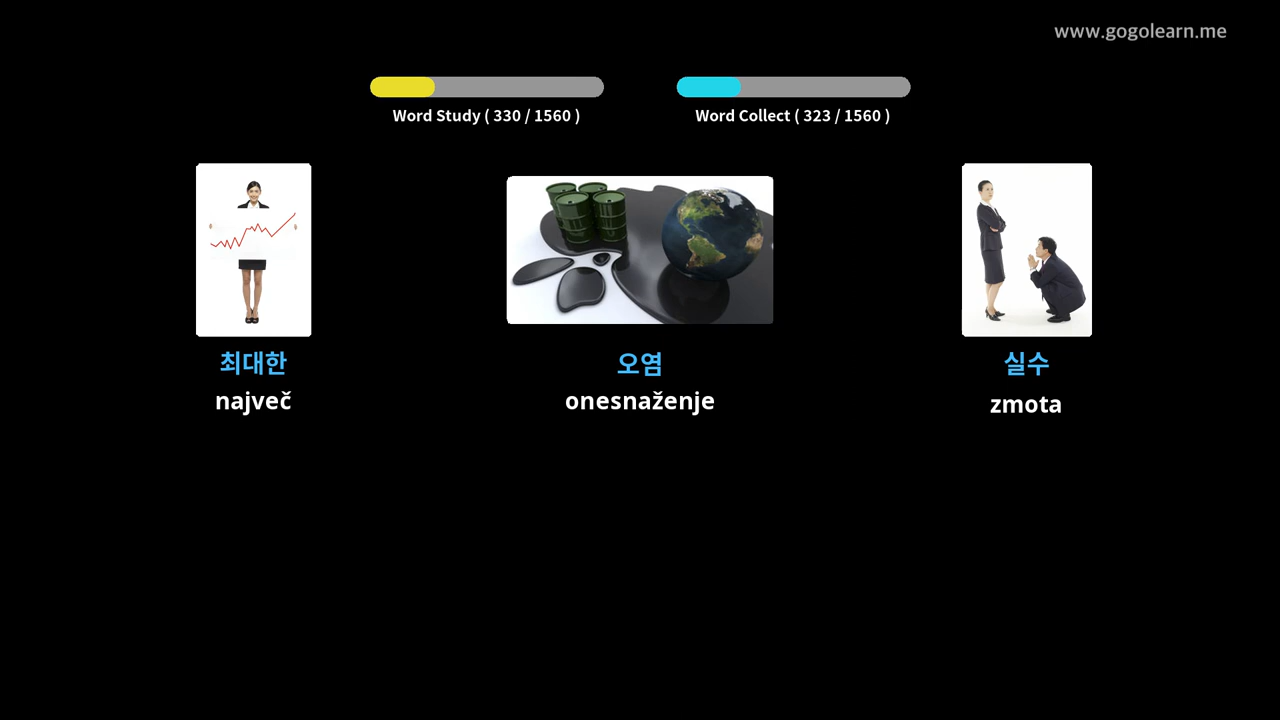 www.gogolearn.me
Word Study ( 330 / 1560 )
Word Collect ( 323 / 1560 )
최대한
največ
오염
onesnaženje
실수
zmota